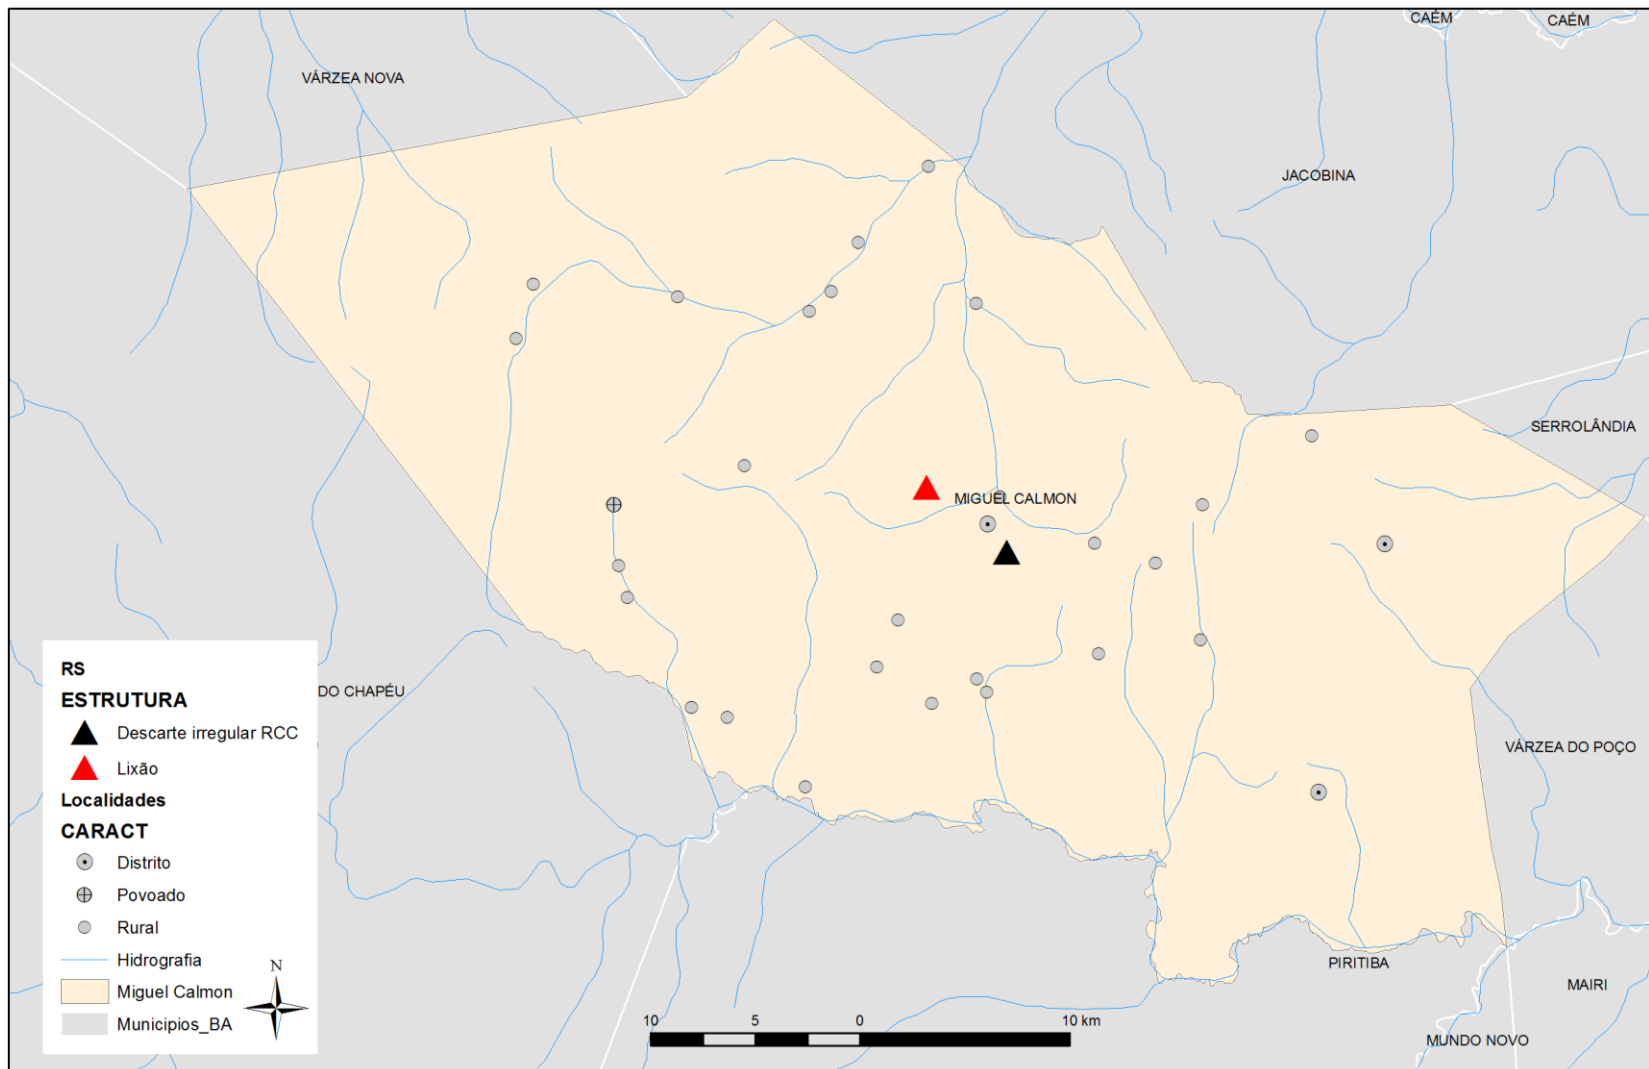 CAÉM
CAÉM
VÁRZEA NOVA
JACOBINA
SERROLÂNDIA
MIGUEL CALMON
DO CHAPÉU
VÁRZEA DO POÇO
PIRITIBA
MAIRI
MUNDO NOVO
RS
ESTRUTURA
Descarte irregular RCC
Lixão
Localidades
CARACT
Distrito
Povoado
Rural
Hidrografia
Miguel Calmon
Municipios_BA
N
10 5 0 10 km